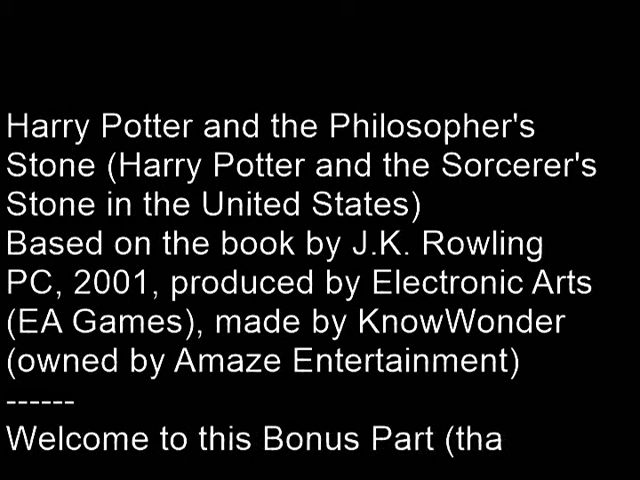 Harry Potter and the Philosopher's
Stone (Harry Potter and the Sorcerer's
Stone in the United States)
Based on the book by J.K. Rowling
PC, 2001, produced by Electronic Arts
(EA Games), made by KnowWonder
(owned by Amaze Entertainment)
------
Welcome to this Bonus Part (tha